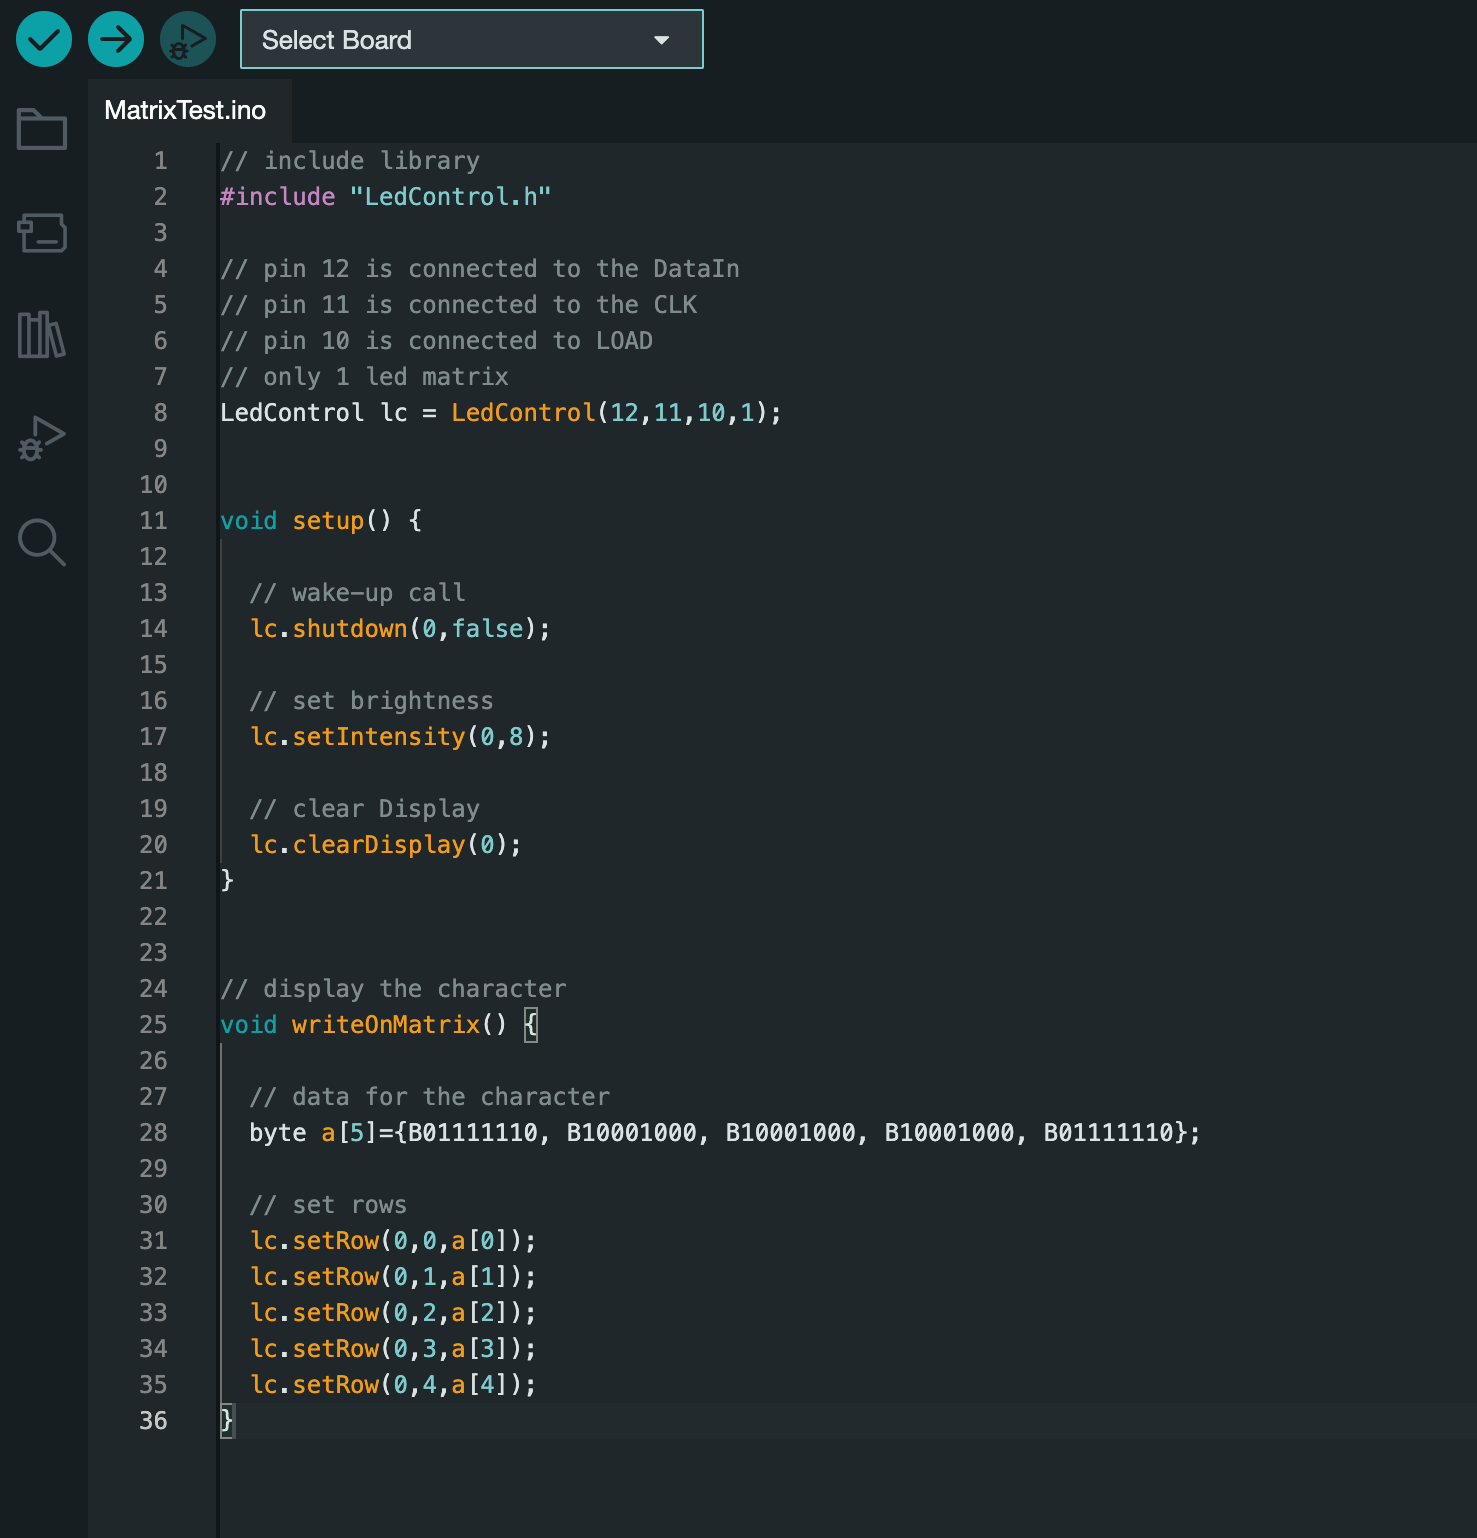 Select Board
MatrixTest.ino
1 // include library
2 #include "LedControl.h"
3
4 // pin 12 is connected to the DataIn
5 // pin 11 is connected to the CLK
6 // pin 10 is connected to LOAD
7 // only 1 led matrix
8 LedControl lc = LedControl(12,11,10,1);
9
10
11 void setup() {
12
13 // wake-up call
14 lc.shutdown(0,false);
15
16 // set brightness
17 lc.setIntensity(0,8);
18
19 // clear Display
20 lc.clearDisplay(0);
21 }
22
23
24 // display the character
25 void writeOnMatrix() {
26
27 // data for the character
28 byte a[5]={B01111110, B10001000, B10001000, B10001000, B01111110};
29
30 // set rows
31 lc.setRow(0,0,a[0]);
32 lc.setRow(0,1,a[1]);
33 lc.setRow(0,2,a[2]);
34 lc.setRow(0,3,a[3]);
35 lc.setRow(0,4,a[4]);
36 }